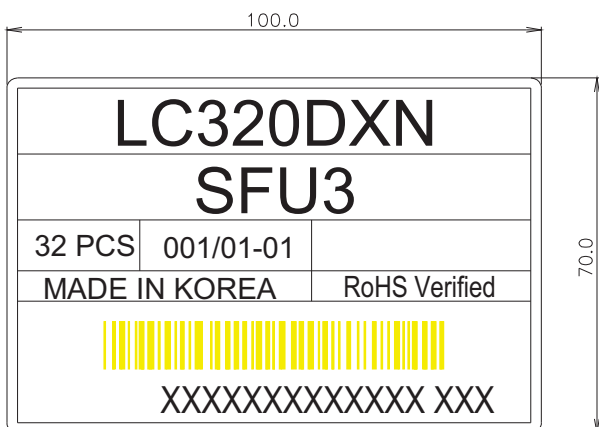 100.0
LC320DXN
SFU3
32 PCS 001/01-01
70.0
MADE IN KOREA RoHS Verified
XXXXXXXXXXXXX XXX